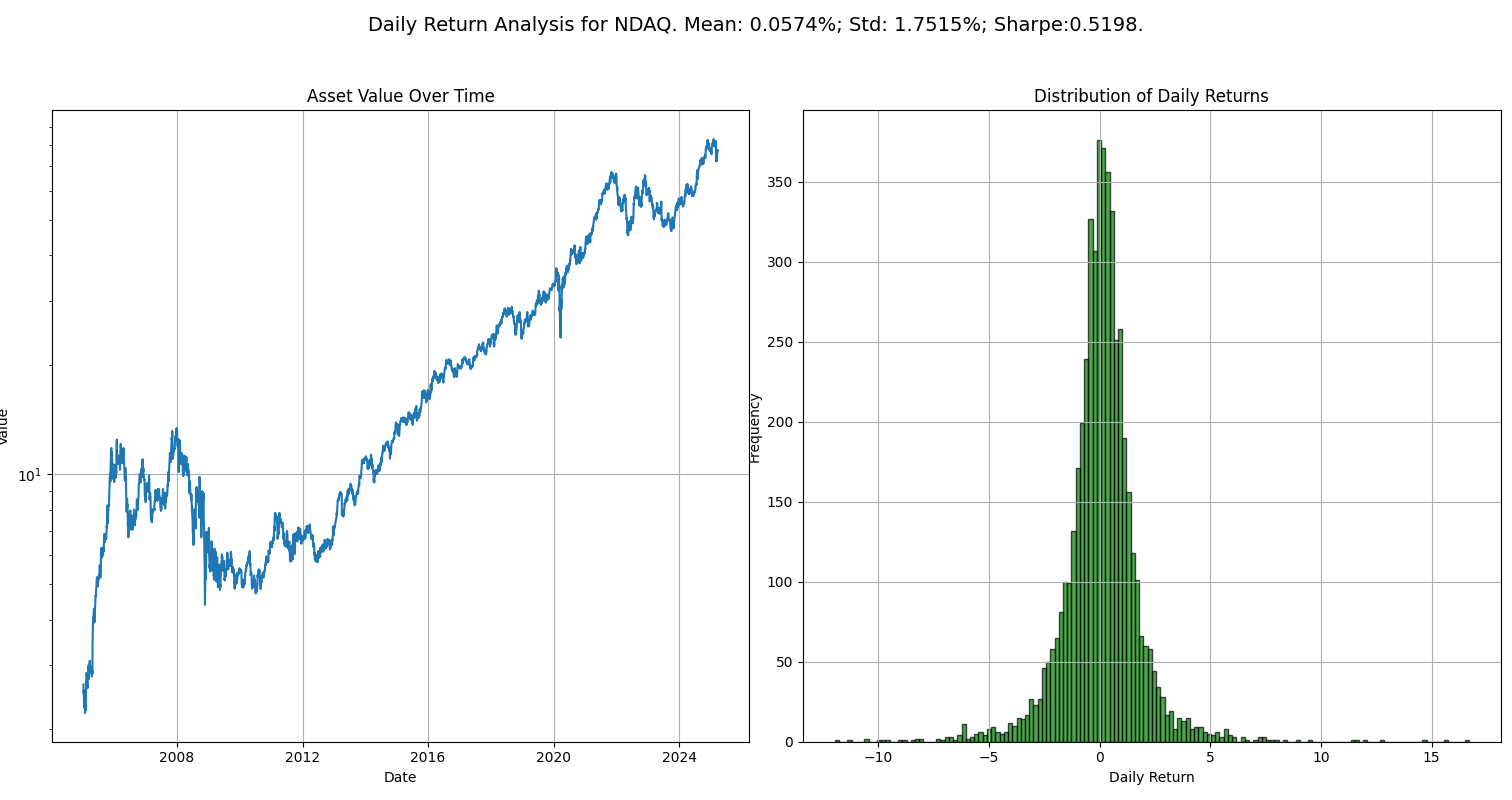 Daily Return Analysis for NDAQ. Mean: 0.0574%; Std: 1.7515%; Sharpe:0.5198.
Asset Value Over Time
Value
10¹
2008 2012 2016 2020 2024
Date
Distribution of Daily Returns
Frequency
350
300
250
200
150
100
50
0
−10 −5 0 5 10 15
Daily Return